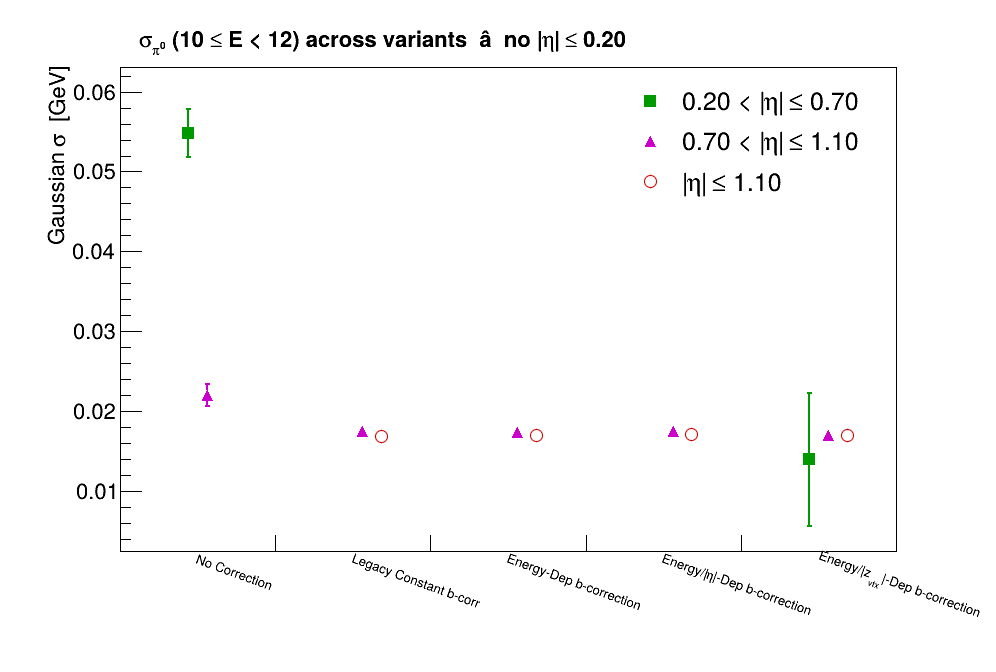 σπ⁰ (10 ≤ E < 12) across variants â no |η| ≤ 0.20
Gaussian σ [GeV]
0.06
0.05
0.04
0.03
0.02
0.01
0.20 < |η| ≤ 0.70
0.70 < |η| ≤ 1.10
|η| ≤ 1.10
No Correction
Legacy Constant b-corr
Energy-Dep b-correction
Energy/|η|-Dep b-correction
Energy/|z_vtx|-Dep b-correction